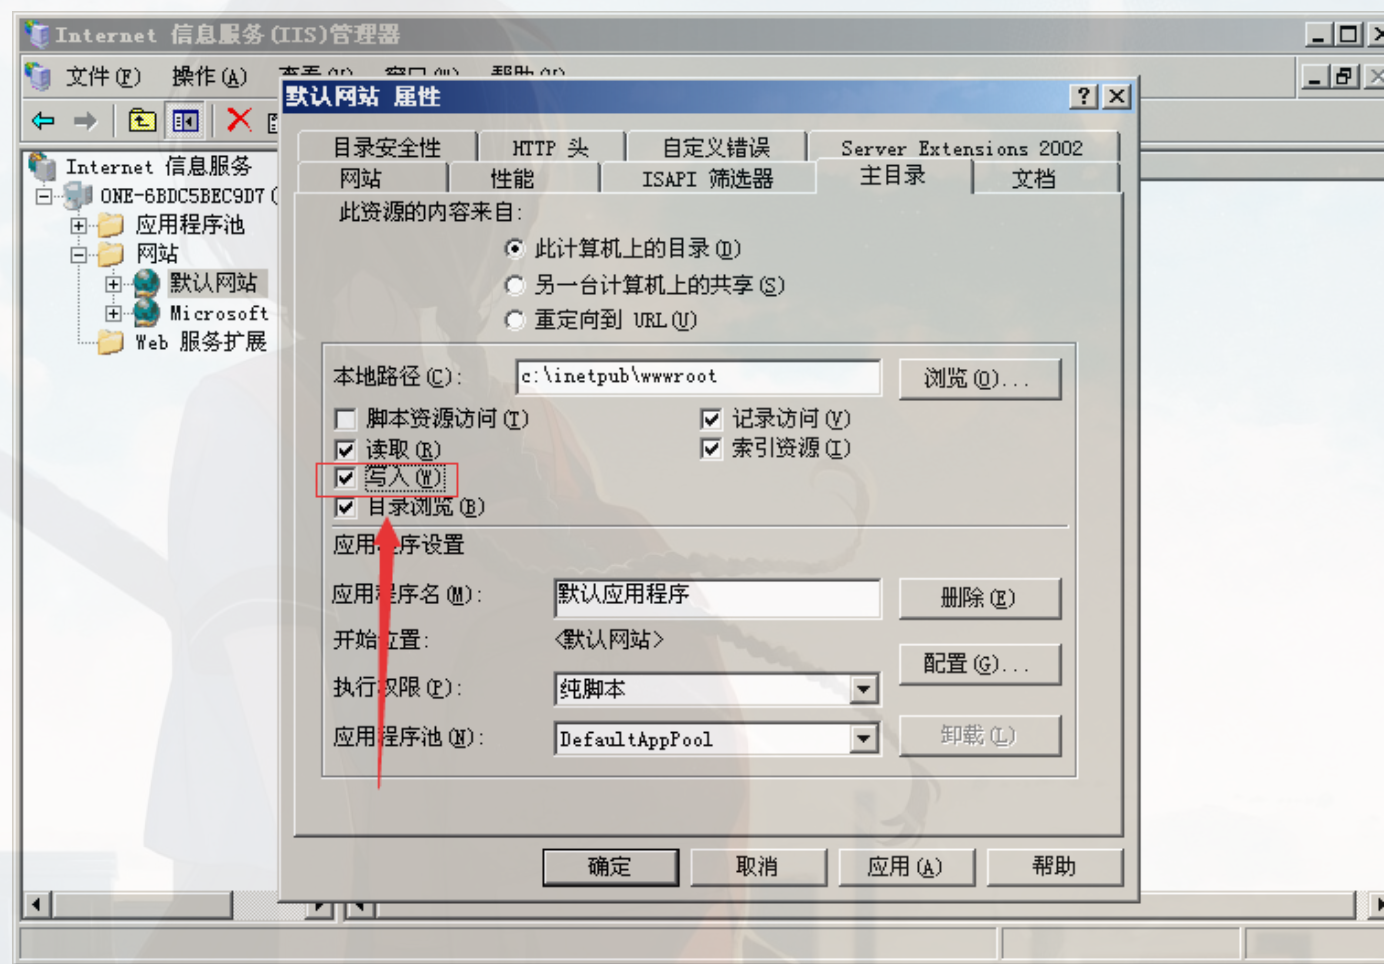 Internet 信息服务(IIS)管理器
文件(F) 操作(A) 查看(V) 窗口(W) 帮助(H)
默认网站 属性
目录安全性 HTTP 头 自定义错误 Server Extensions 2002
网站 性能 ISAPI 筛选器 主目录 文档
Internet 信息服务
ONE-6BDC5BEC9D7(
应用程序池
网站
默认网站
Microsoft
Web 服务扩展
此资源的内容来自:
此计算机上的目录(D)
另一台计算机上的共享(S)
重定向到 URL(U)
本地路径(C): c:\inetpub\wwwroot 浏览(O)...
脚本资源访问(T) 记录访问(V)
读取(R) 索引资源(I)
写入(W)
目录浏览(B)
应用程序设置
应用程序名(M): 默认应用程序 删除(E)
开始位置: <默认网站>
配置(G)...
执行权限(P): 纯脚本
应用程序池(N): DefaultAppPool 卸载(L)
确定 取消 应用(A) 帮助